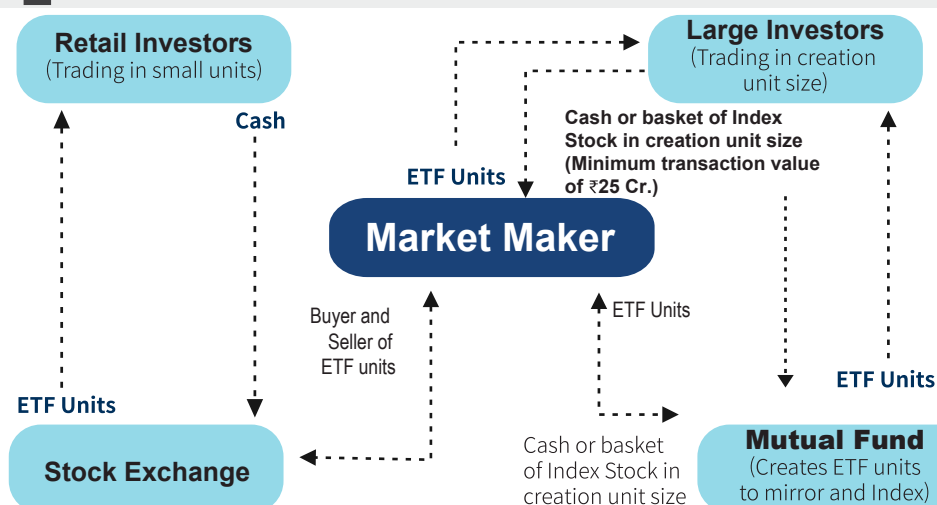 Retail Investors
(Trading in small units)
Large Investors
(Trading in creation
unit size)
Cash
Cash or basket of Index
Stock in creation unit size
(Minimum transaction value
of ₹25 Cr.)
ETF Units
Market Maker
Buyer and
Seller of
ETF units
ETF Units
ETF Units
ETF Units
Stock Exchange
Cash or basket
of Index Stock in
creation unit size
Mutual Fund
(Creates ETF units
to mirror and Index)